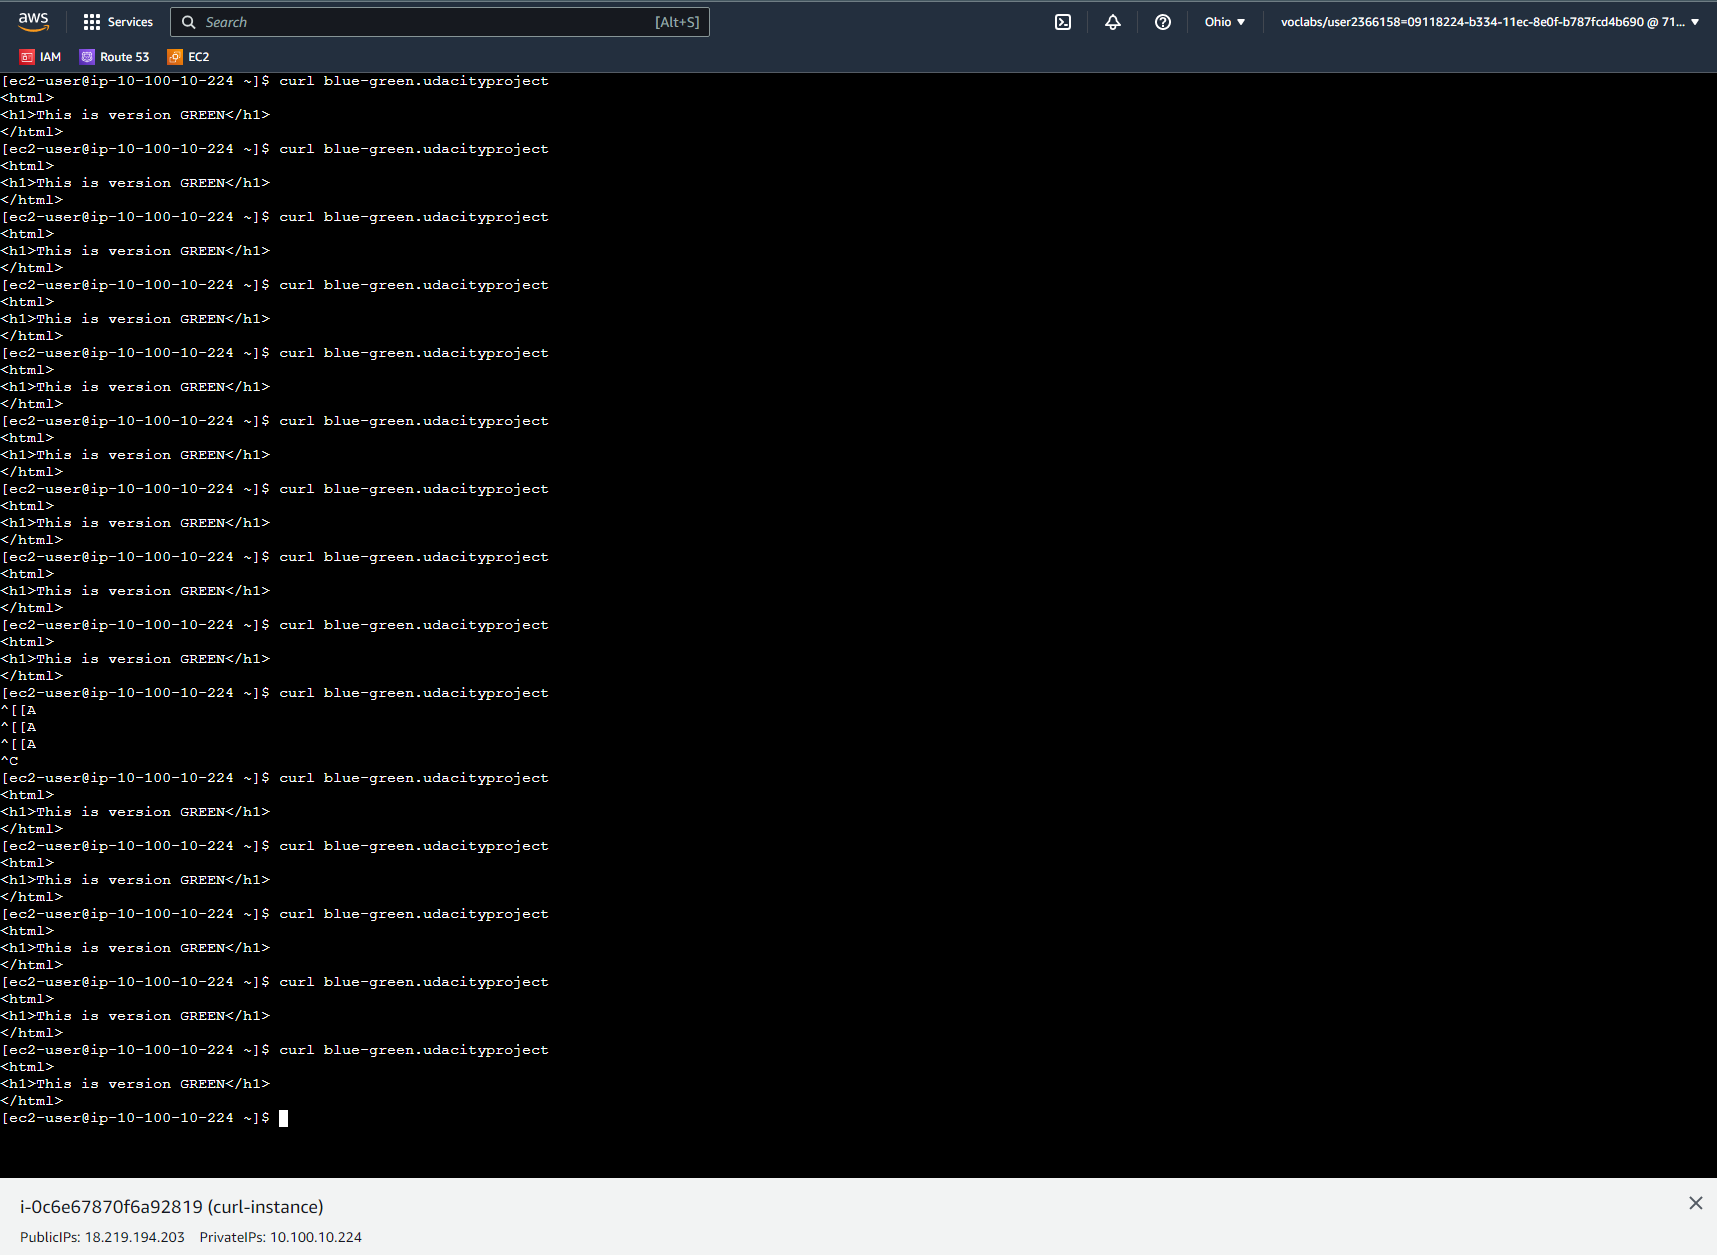 aws Services Search [Alt+S] Ohio voclabs/user2366158=09118224-b334-11ec-8e0f-b787fcd4b690 @ 71...
IAM Route 53 EC2
[ec2-user@ip-10-100-10-224 ~]$ curl blue-green.udacityproject
<html>
<h1>This is version GREEN</h1>
</html>
[ec2-user@ip-10-100-10-224 ~]$ curl blue-green.udacityproject
<html>
<h1>This is version GREEN</h1>
</html>
[ec2-user@ip-10-100-10-224 ~]$ curl blue-green.udacityproject
<html>
<h1>This is version GREEN</h1>
</html>
[ec2-user@ip-10-100-10-224 ~]$ curl blue-green.udacityproject
<html>
<h1>This is version GREEN</h1>
</html>
[ec2-user@ip-10-100-10-224 ~]$ curl blue-green.udacityproject
<html>
<h1>This is version GREEN</h1>
</html>
[ec2-user@ip-10-100-10-224 ~]$ curl blue-green.udacityproject
<html>
<h1>This is version GREEN</h1>
</html>
[ec2-user@ip-10-100-10-224 ~]$ curl blue-green.udacityproject
<html>
<h1>This is version GREEN</h1>
</html>
[ec2-user@ip-10-100-10-224 ~]$ curl blue-green.udacityproject
<html>
<h1>This is version GREEN</h1>
</html>
[ec2-user@ip-10-100-10-224 ~]$ curl blue-green.udacityproject
<html>
<h1>This is version GREEN</h1>
</html>
[ec2-user@ip-10-100-10-224 ~]$ curl blue-green.udacityproject
^[[A
^[[A
^[[A
^C
[ec2-user@ip-10-100-10-224 ~]$ curl blue-green.udacityproject
<html>
<h1>This is version GREEN</h1>
</html>
[ec2-user@ip-10-100-10-224 ~]$ curl blue-green.udacityproject
<html>
<h1>This is version GREEN</h1>
</html>
[ec2-user@ip-10-100-10-224 ~]$ curl blue-green.udacityproject
<html>
<h1>This is version GREEN</h1>
</html>
[ec2-user@ip-10-100-10-224 ~]$ curl blue-green.udacityproject
<html>
<h1>This is version GREEN</h1>
</html>
[ec2-user@ip-10-100-10-224 ~]$ curl blue-green.udacityproject
<html>
<h1>This is version GREEN</h1>
</html>
[ec2-user@ip-10-100-10-224 ~]$
i-0c6e67870f6a92819 (curl-instance)
PublicIPs: 18.219.194.203 PrivateIPs: 10.100.10.224